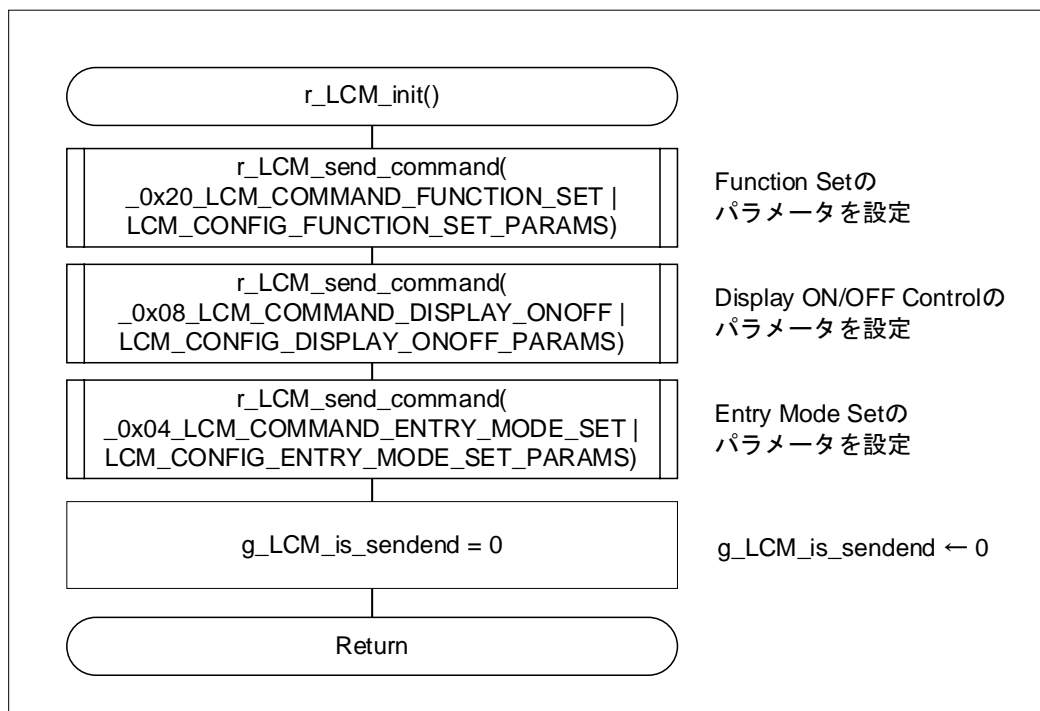 r_LCM_init()
r_LCM_send_command(
_0x20_LCM_COMMAND_FUNCTION_SET |
LCM_CONFIG_FUNCTION_SET_PARAMS)
Function Setの
パラメータを設定
r_LCM_send_command(
_0x08_LCM_COMMAND_DISPLAY_ONOFF |
LCM_CONFIG_DISPLAY_ONOFF_PARAMS)
Display ON/OFF Controlの
パラメータを設定
r_LCM_send_command(
_0x04_LCM_COMMAND_ENTRY_MODE_SET |
LCM_CONFIG_ENTRY_MODE_SET_PARAMS)
Entry Mode Setの
パラメータを設定
g_LCM_is_sendend = 0
g_LCM_is_sendend ← 0
Return